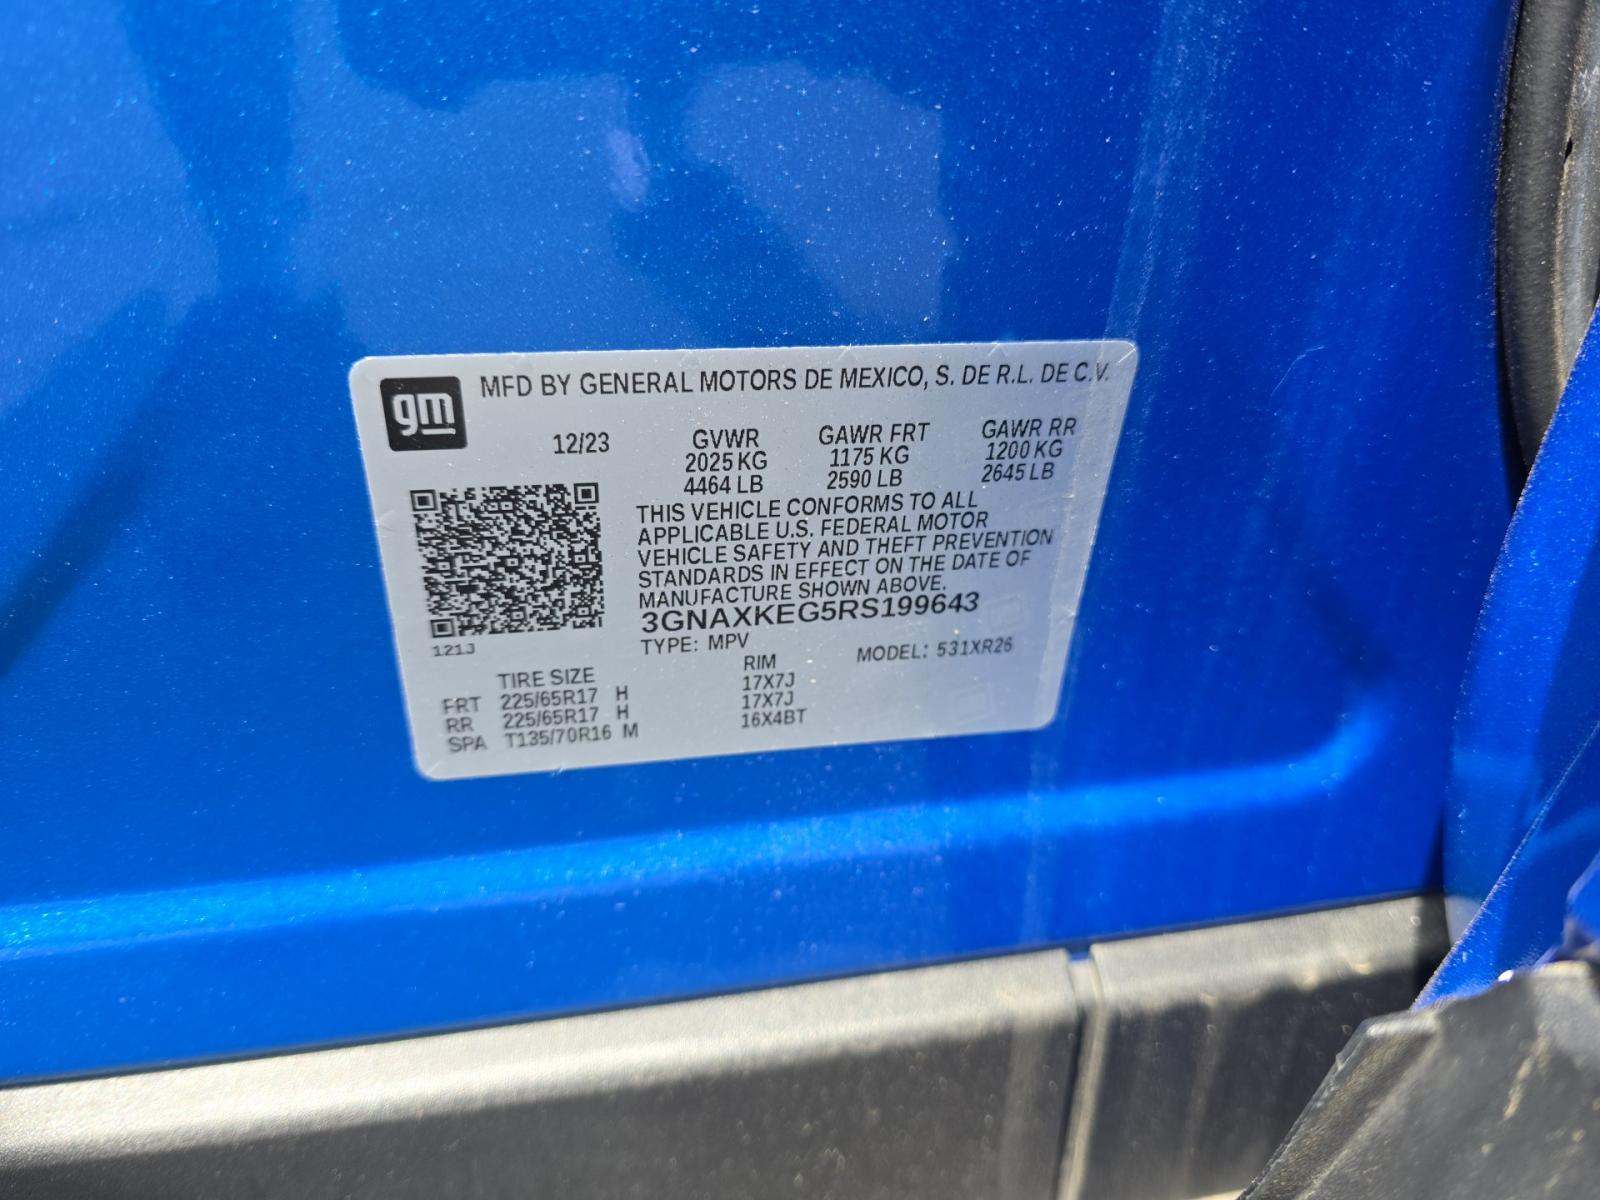 gm
MFD BY GENERAL MOTORS DE MEXICO, S. DE R.L. DE C.V.
12/23 GVWR GAWR FRT GAWR RR
2025 KG 1175 KG 1200 KG
4464 LB 2590 LB 2645 LB
THIS VEHICLE CONFORMS TO ALL
APPLICABLE U.S. FEDERAL MOTOR
VEHICLE SAFETY AND THEFT PREVENTION
STANDARDS IN EFFECT ON THE DATE OF
MANUFACTURE SHOWN ABOVE.
3GNAXKEG5RS199643
121J
TYPE: MPV MODEL: 531XR26
TIRE SIZE RIM
FRT 225/65R17 H 17X7J
RR 225/65R17 H 17X7J
SPA T135/70R16 M 16X4BT